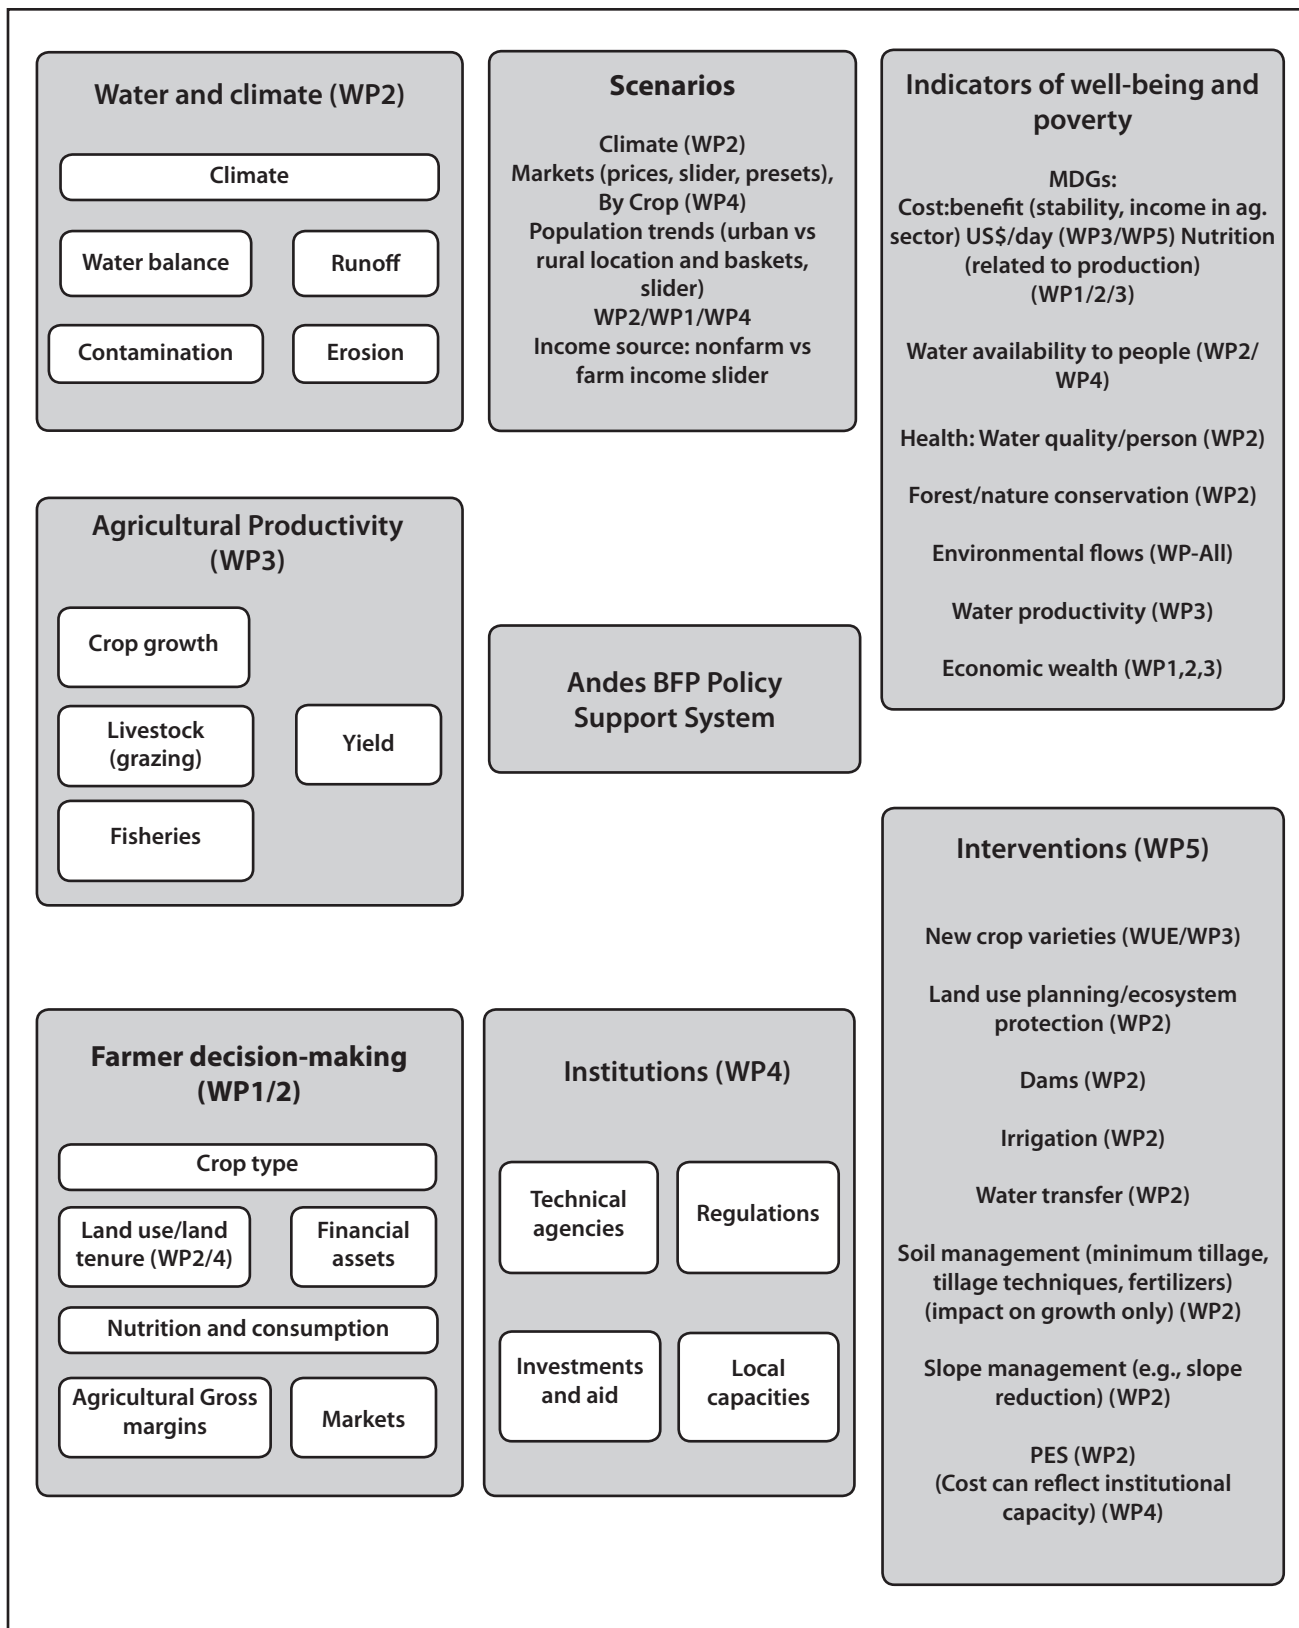 Water and climate (WP2)
Climate
Water balance
Runoff
Contamination
Erosion
Scenarios
Climate (WP2)
Markets (prices, slider, presets),
By Crop (WP4)
Population trends (urban vs
rural location and baskets,
slider)
WP2/WP1/WP4
Income source: nonfarm vs
farm income slider
Indicators of well-being and
poverty
MDGs:
Cost:benefit (stability, income in ag.
sector) US$/day (WP3/WP5) Nutrition
(related to production)
(WP1/2/3)
Water availability to people (WP2/
WP4)
Health: Water quality/person (WP2)
Forest/nature conservation (WP2)
Environmental flows (WP-All)
Water productivity (WP3)
Economic wealth (WP1,2,3)
Agricultural Productivity
(WP3)
Crop growth
Livestock
(grazing)
Yield
Fisheries
Andes BFP Policy
Support System
Interventions (WP5)
New crop varieties (WUE/WP3)
Land use planning/ecosystem
protection (WP2)
Dams (WP2)
Irrigation (WP2)
Water transfer (WP2)
Soil management (minimum tillage,
tillage techniques, fertilizers)
(impact on growth only) (WP2)
Slope management (e.g., slope
reduction) (WP2)
PES (WP2)
(Cost can reflect institutional
capacity) (WP4)
Farmer decision-making
(WP1/2)
Crop type
Land use/land
tenure (WP2/4)
Financial
assets
Nutrition and consumption
Agricultural Gross
margins
Markets
Institutions (WP4)
Technical
agencies
Regulations
Investments
and aid
Local
capacities